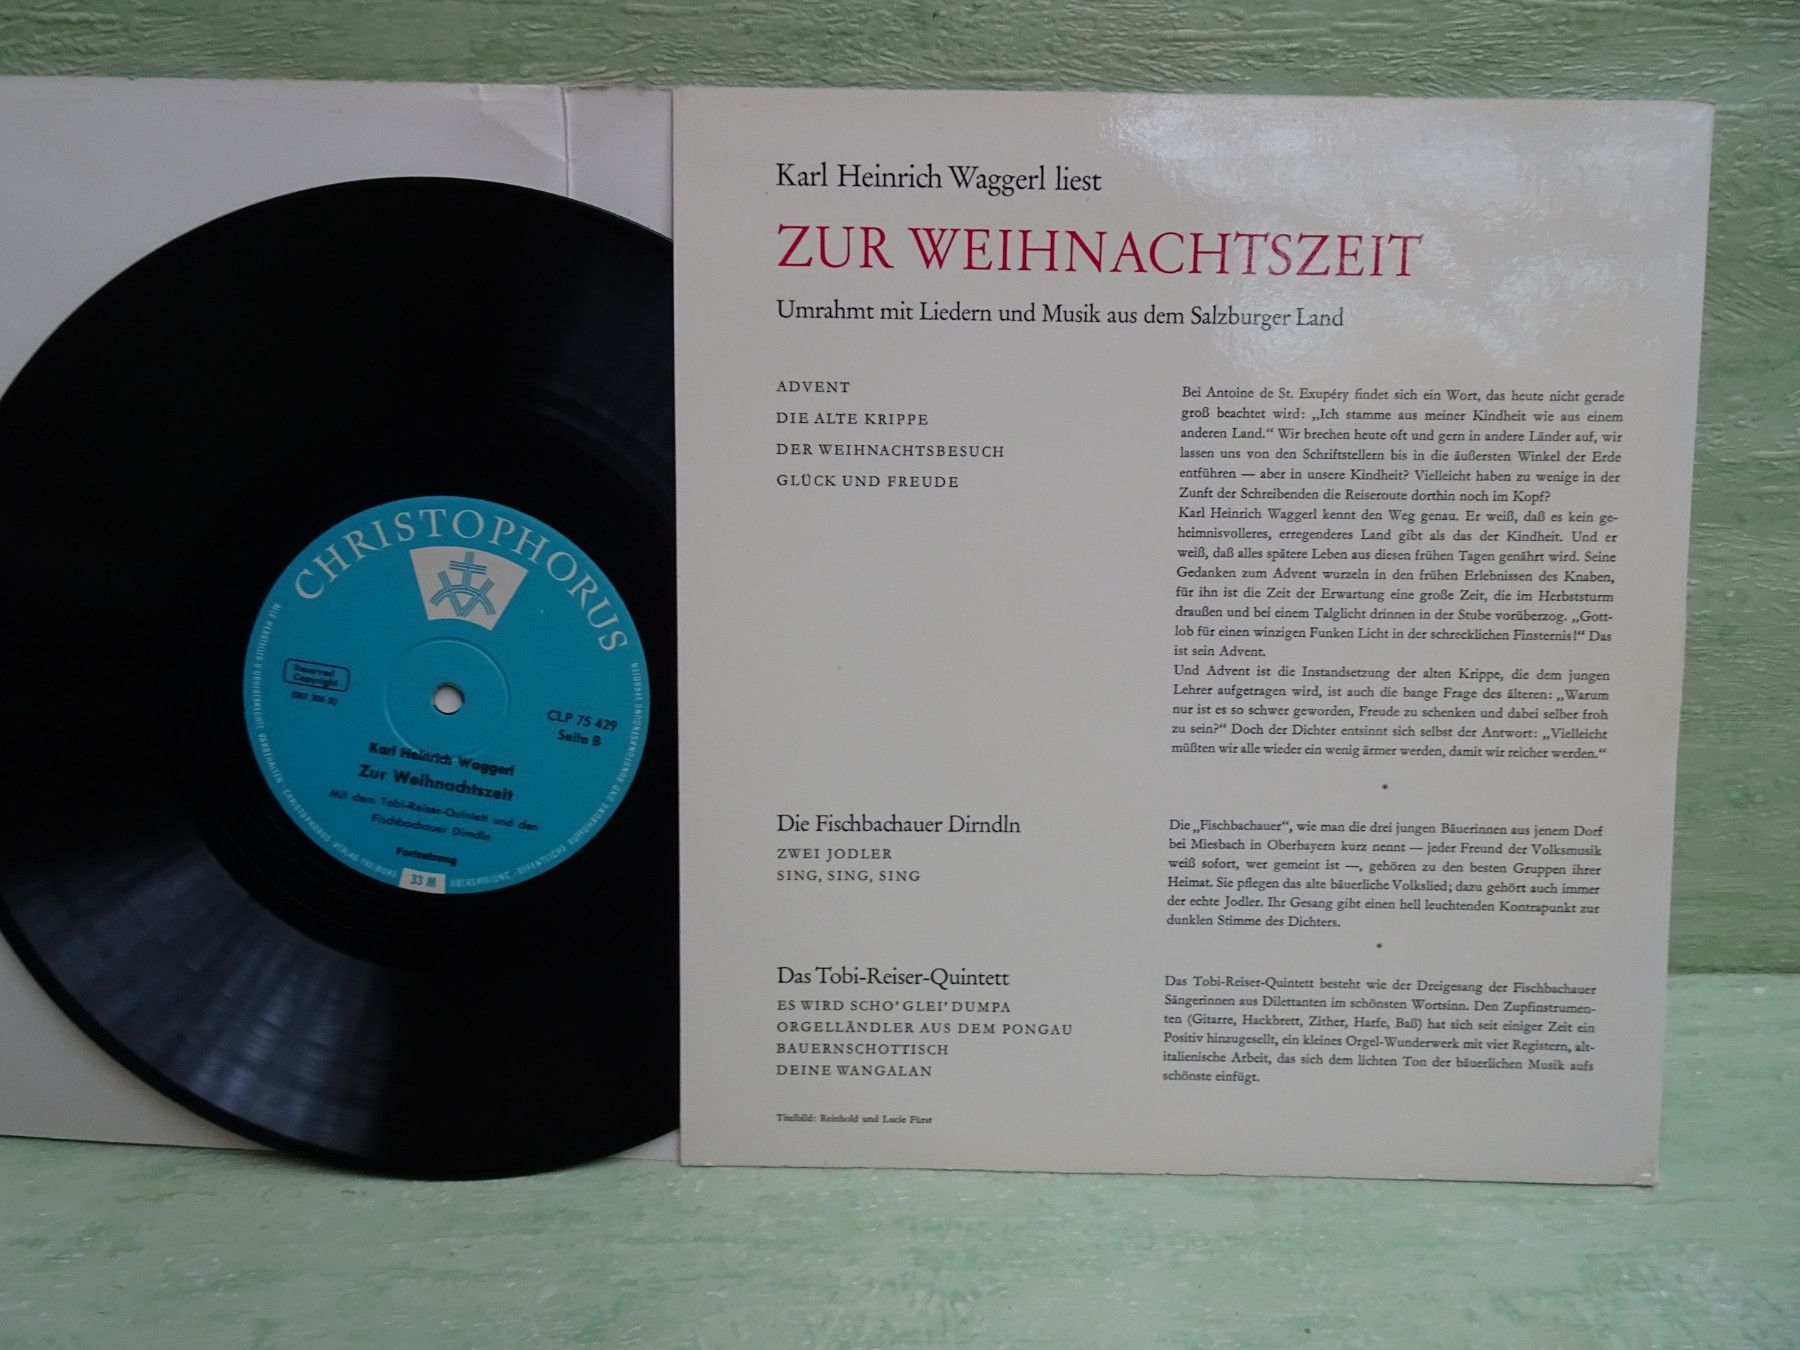 CHRISTOPHORUS
Reserved
Copyright
CLP 75 429
Seite B
Karl Heinrich Waggerl
Zur Weihnachtszeit
Mit dem Tobi-Reiser-Quintett und den
Fischbachauer Dirndln
Fortsetzung
33 M
Karl Heinrich Waggerl liest
ZUR WEIHNACHTSZEIT
Umrahmt mit Liedern und Musik aus dem Salzburger Land
ADVENT
DIE ALTE KRIPPE
DER WEIHNACHTSBESUCH
GLÜCK UND FREUDE
Bei Antoine de St. Exupéry findet sich ein Wort, das heute nicht gerade
groß beachtet wird: „Ich stamme aus meiner Kindheit wie aus einem
anderen Land.“ Wir brechen heute oft und gern in andere Länder auf, wir
lassen uns von den Schriftstellern bis in die äußersten Winkel der Erde
entführen — aber in unsere Kindheit? Vielleicht haben zu wenige in der
Zunft der Schreibenden die Reiseroute dorthin noch im Kopf?
Karl Heinrich Waggerl kennt den Weg genau. Er weiß, daß es kein ge-
heimnisvolleres, erregenderes Land gibt als das der Kindheit. Und er
weiß, daß alles spätere Leben aus diesen frühen Tagen genährt wird. Seine
Gedanken zum Advent wurzeln in den frühen Erlebnissen des Knaben,
für ihn ist die Zeit der Erwartung eine große Zeit, die im Herbststurm
draußen und bei einem Talglicht drinnen in der Stube vorüberzog. „Gott-
lob für einen winzigen Funken Licht in der schrecklichen Finsternis!“ Das
ist sein Advent.
Und Advent ist die Instandsetzung der alten Krippe, die dem jungen
Lehrer aufgetragen wird, ist auch die bange Frage des älteren: „Warum
nur ist es so schwer geworden, Freude zu schenken und dabei selber froh
zu sein?“ Doch der Dichter entsinnt sich selbst der Antwort: „Vielleicht
müßten wir alle wieder ein wenig ärmer werden, damit wir reicher werden.“
*
Die Fischbachauer Dirndln
ZWEI JODLER
SING, SING, SING
Die „Fischbachauer“, wie man die drei jungen Bäuerinnen aus jenem Dorf
bei Miesbach in Oberbayern kurz nennt — jeder Freund der Volksmusik
weiß sofort, wer gemeint ist —, gehören zu den besten Gruppen ihrer
Heimat. Sie pflegen das alte bäuerliche Volkslied; dazu gehört auch immer
der echte Jodler. Ihr Gesang gibt einen hell leuchtenden Kontrapunkt zur
dunklen Stimme des Dichters.
*
Das Tobi-Reiser-Quintett
ES WIRD SCHO’ GLEI’ DUMPA
ORGELLÄNDLER AUS DEM PONGAU
BAUERNSCHOTTISCH
DEINE WANGALAN
Das Tobi-Reiser-Quintett besteht wie der Dreigesang der Fischbachauer
Sängerinnen aus Dilettanten im schönsten Wortsinn. Den Zupfinstrumen-
ten (Gitarre, Hackbrett, Zither, Harfe, Baß) hat sich seit einiger Zeit ein
Positiv hinzugesellt, ein kleines Orgel-Wunderwerk mit vier Registern, alt-
italienische Arbeit, das sich dem lichten Ton der bäuerlichen Musik aufs
schönste einfügt.
Titelbild: Reinhold und Lucie Fürst